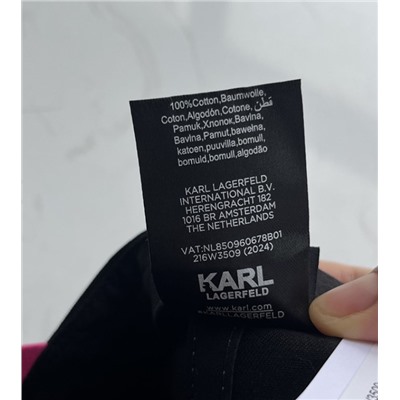 100%Cotton,Baumwolle,
Coton,Algodón,Cotone, قطن
Pamuk,Хлопок,Bavlna,
Bavlna,Pamut,bawełna,
katoen,puuvilla,bomull,
bomuld,bomull,algodão
KARL LAGERFELD
INTERNATIONAL B.V.
HERENGRACHT 182
1016 BR AMSTERDAM
THE NETHERLANDS
VAT:NL850960678B01
216W3509 (2024)
KARL
LAGERFELD
www.karl.com
KARLLAGERFELD